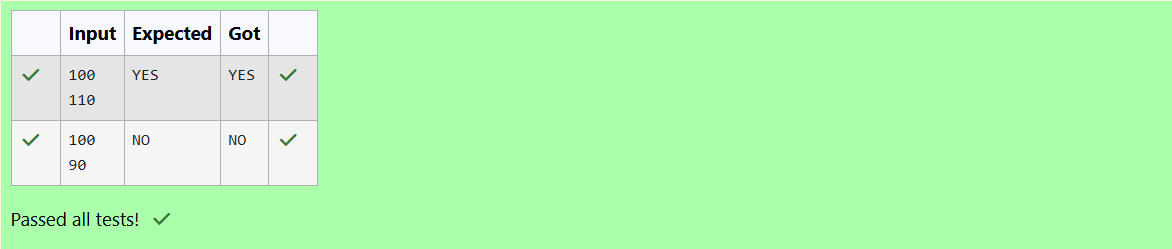 Input Expected Got
100 YES YES
110
100 NO NO
90
Passed all tests!